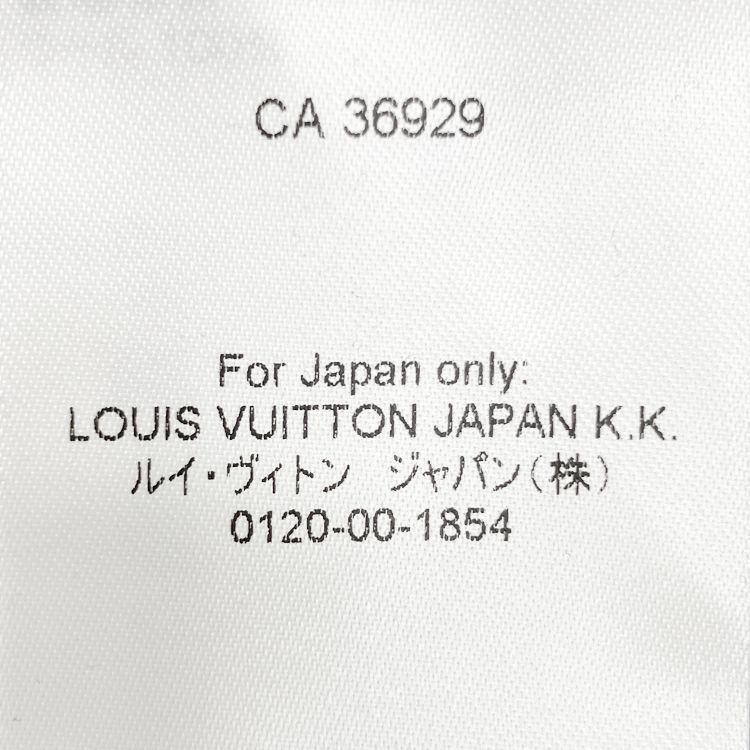 CA 36929
For Japan only:
LOUIS VUITTON JAPAN K.K.
ルイ・ヴィトン　ジャパン（株）
0120-00-1854